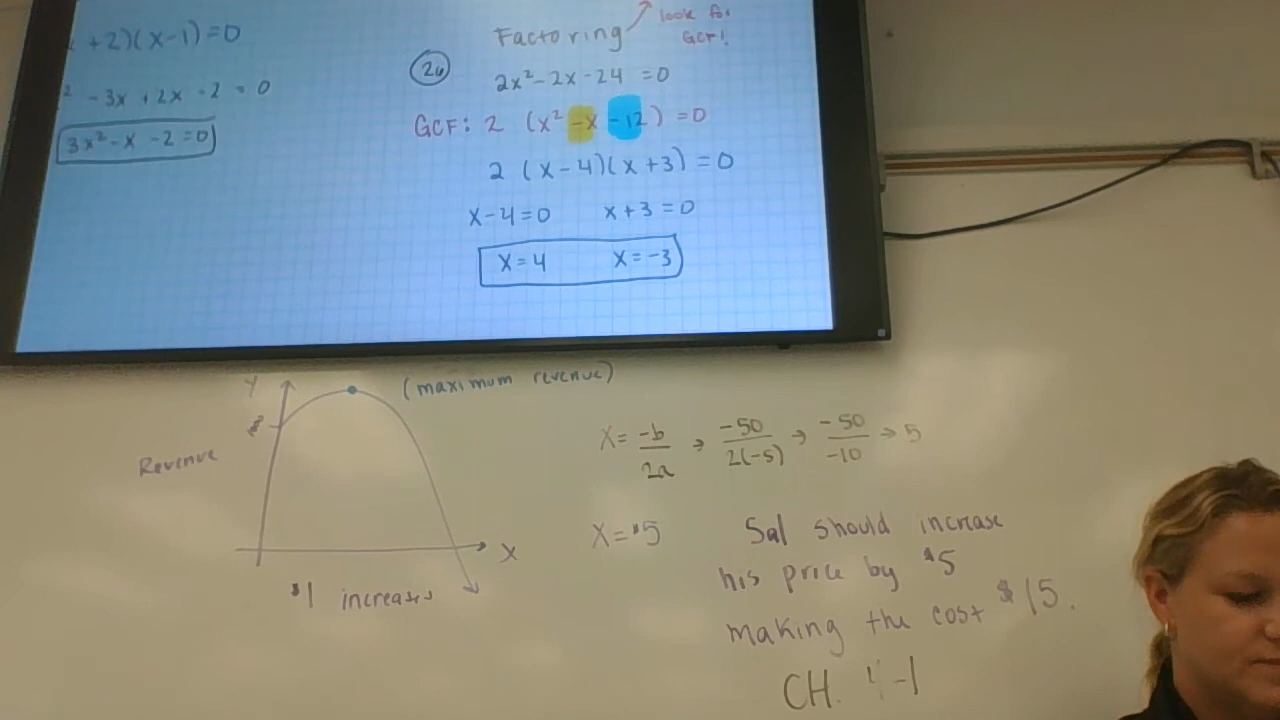 +2)(x-1)=0
2 -3x +2x -2 = 0
3x² -x -2 =0
Factoring
look for
GCF!
26
2x² -2x -24 =0
GCF: 2 (x² -x -12) =0
2 (x-4)(x+3) =0
x-4=0 x+3=0
x=4 x=-3
y
(maximum revenue)
Revenue
x
$1 increases
x= -b/2a → -50/2(-5) → -50/-10 → 5
x=$5
Sal should increase
his price by $5
making the cost $15.
CH. -1